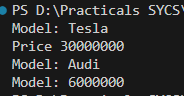 PS D:\Practicals SYCS
Model: Tesla
Price 30000000
Model: Audi
Model: 6000000